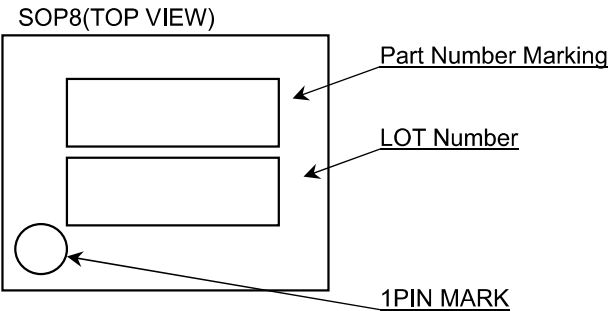 SOP8(TOP VIEW)
Part Number Marking
LOT Number
1PIN MARK